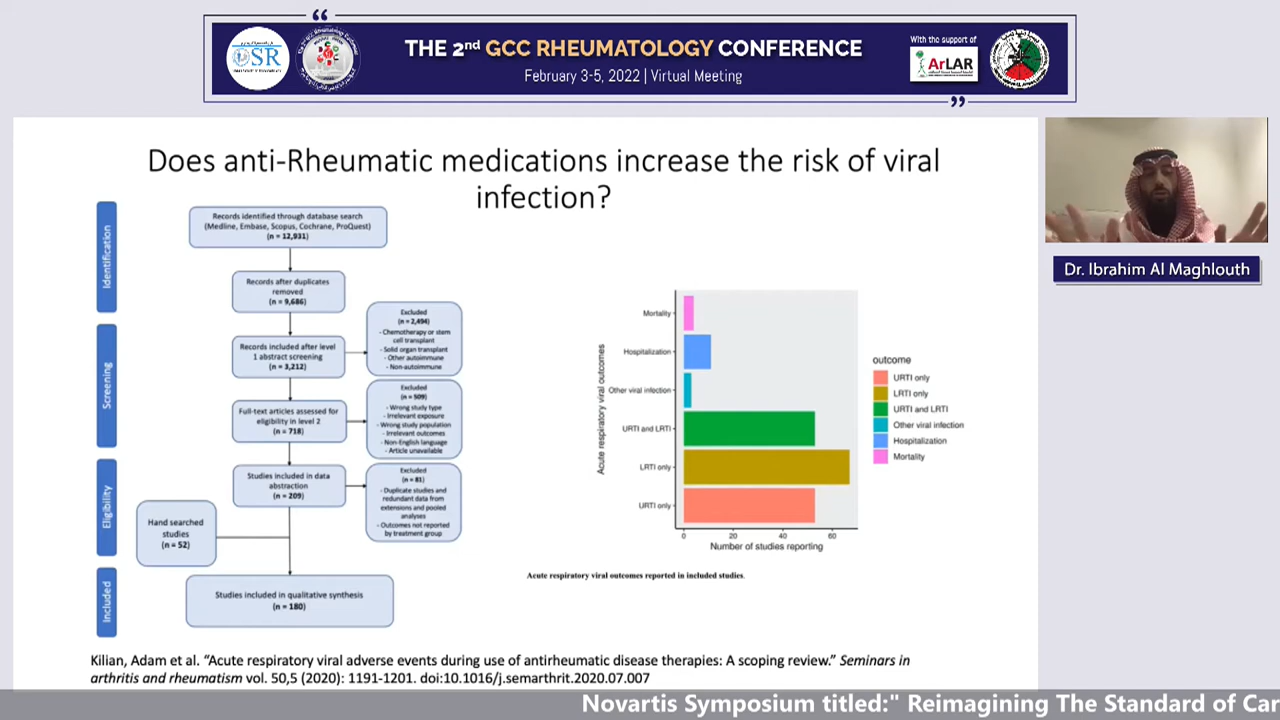 THE 2nd GCC RHEUMATOLOGY CONFERENCE
February 3-5, 2022 | Virtual Meeting
With the support of
OSR
ArLAR
Does anti-Rheumatic medications increase the risk of viral
infection?
Dr. Ibrahim Al Maghlouth
Identification
Screening
Eligibility
Included
Records identified through database search
(Medline, Embase, Scopus, Cochrane, ProQuest)
(n = 12,931)
Records after duplicates
removed
(n = 9,686)
Records included after level
1 abstract screening
(n = 3,212)
Excluded
(n = 2,494)
- Chemotherapy or stem
cell transplant
- Solid organ transplant
- Other autoimmune
- Non-autoimmune
Full-text articles assessed for
eligibility in level 2
(n = 718)
Excluded
(n = 509)
- Wrong study type
- Irrelevant exposure
- Wrong study population
- Irrelevant outcomes
- Non-English language
- Article unavailable
Studies included in data
abstraction
(n = 209)
Excluded
(n = 81)
- Duplicate studies and
redundant data from
extensions and pooled
analyses
- Outcomes not reported
by treatment group
Hand searched
studies
(n = 52)
Studies included in qualitative synthesis
(n = 180)
Acute respiratory viral outcomes
Mortality
Hospitalization
Other viral infection
URTI and LRTI
LRTI only
URTI only
0 20 40 60
Number of studies reporting
outcome
URTI only
LRTI only
URTI and LRTI
Other viral infection
Hospitalization
Mortality
Acute respiratory viral outcomes reported in included studies.
Kilian, Adam et al. “Acute respiratory viral adverse events during use of antirheumatic disease therapies: A scoping review.” Seminars in
arthritis and rheumatism vol. 50,5 (2020): 1191-1201. doi:10.1016/j.semarthrit.2020.07.007
Novartis Symposium titled:" Reimagining The Standard of Car